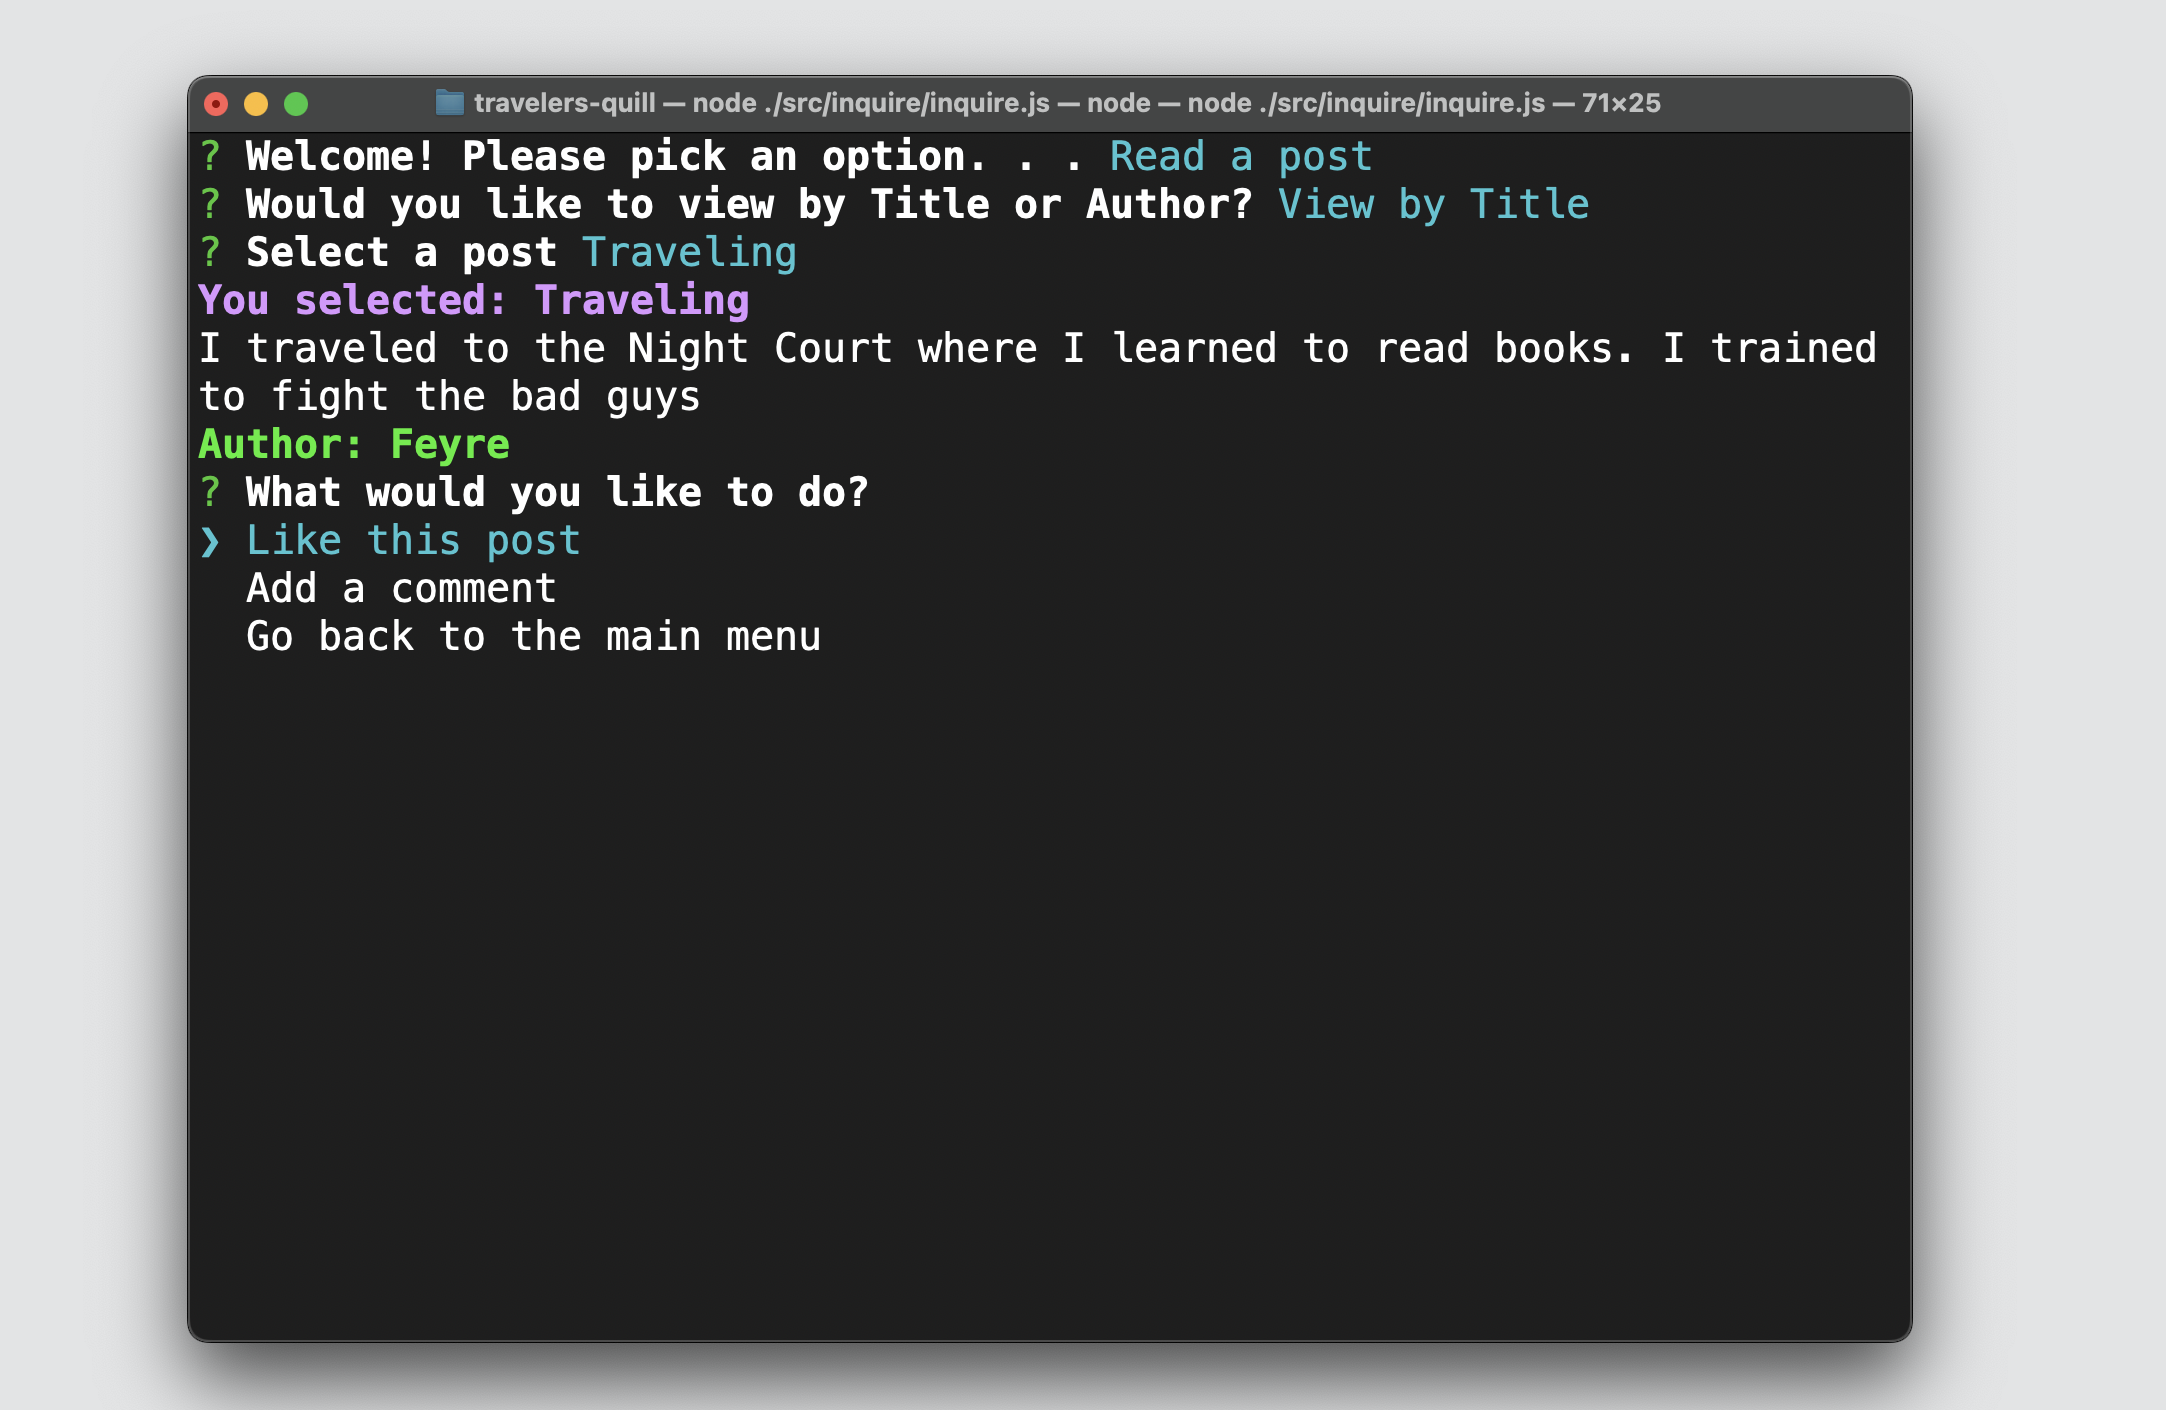 travelers-quill — node ./src/inquire/inquire.js — node — node ./src/inquire/inquire.js — 71×25
? Welcome! Please pick an option. . . Read a post
? Would you like to view by Title or Author? View by Title
? Select a post Traveling
You selected: Traveling
I traveled to the Night Court where I learned to read books. I trained
to fight the bad guys
Author: Feyre
? What would you like to do?
❯ Like this post
  Add a comment
  Go back to the main menu